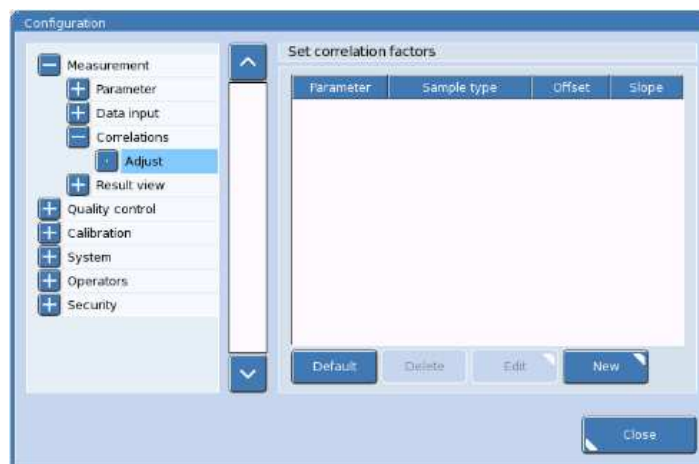 Configuration
Measurement
Parameter
Data input
Correlations
Adjust
Result view
Quality control
Calibration
System
Operators
Security
Set correlation factors
Parameter Sample type Offset Slope
Default Delete Edit New
Close